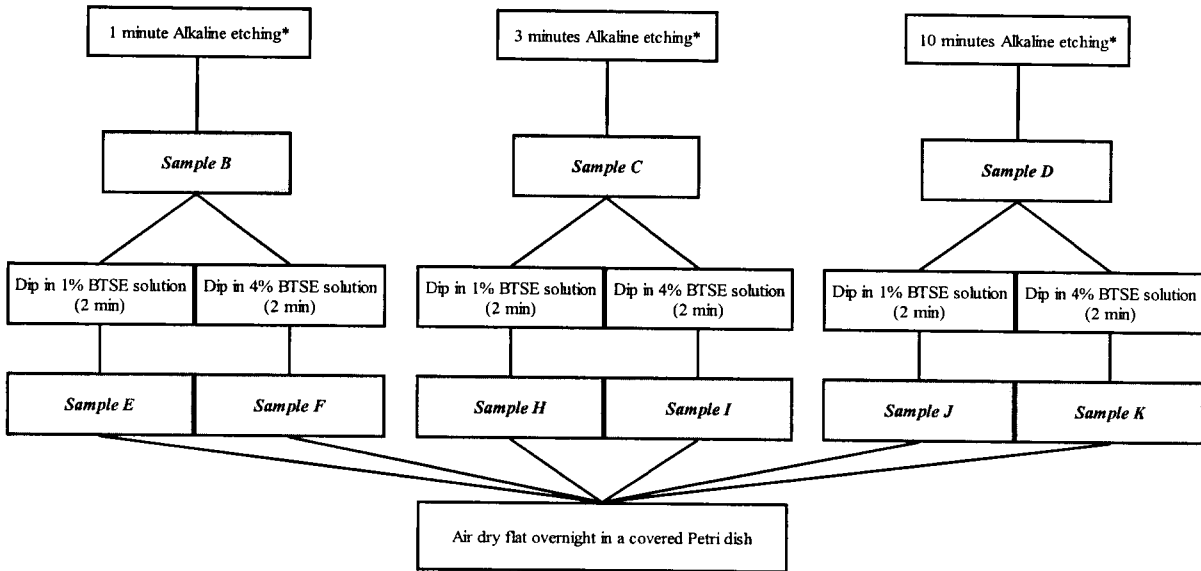 1 minute Alkaline etching*
3 minutes Alkaline etching*
10 minutes Alkaline etching*
Sample B
Sample C
Sample D
Dip in 1% BTSE solution
(2 min)
Dip in 4% BTSE solution
(2 min)
Dip in 1% BTSE solution
(2 min)
Dip in 4% BTSE solution
(2 min)
Dip in 1% BTSE solution
(2 min)
Dip in 4% BTSE solution
(2 min)
Sample E
Sample F
Sample H
Sample I
Sample J
Sample K
Air dry flat overnight in a covered Petri dish